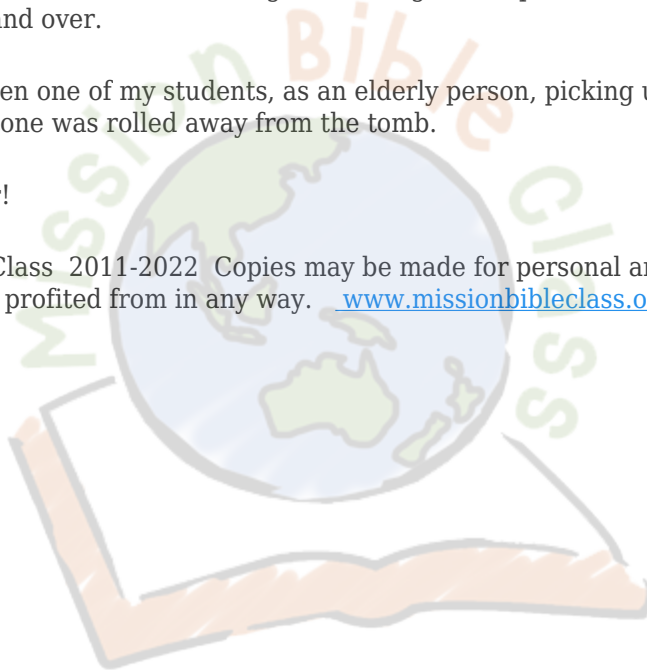 and over.
en one of my students, as an elderly person, picking u
one was rolled away from the tomb.
!
Class 2011-2022 Copies may be made for personal a
profited from in any way. www.missionbibleclass.o
Mission Bible Class